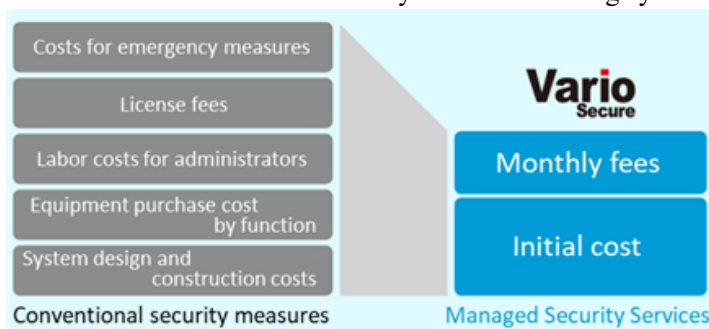 Costs for emergency measures
License fees
Labor costs for administrators
Equipment purchase cost
by function
System design and
construction costs
Conventional security measures
Vario
Secure
Monthly fees
Initial cost
Managed Security Services